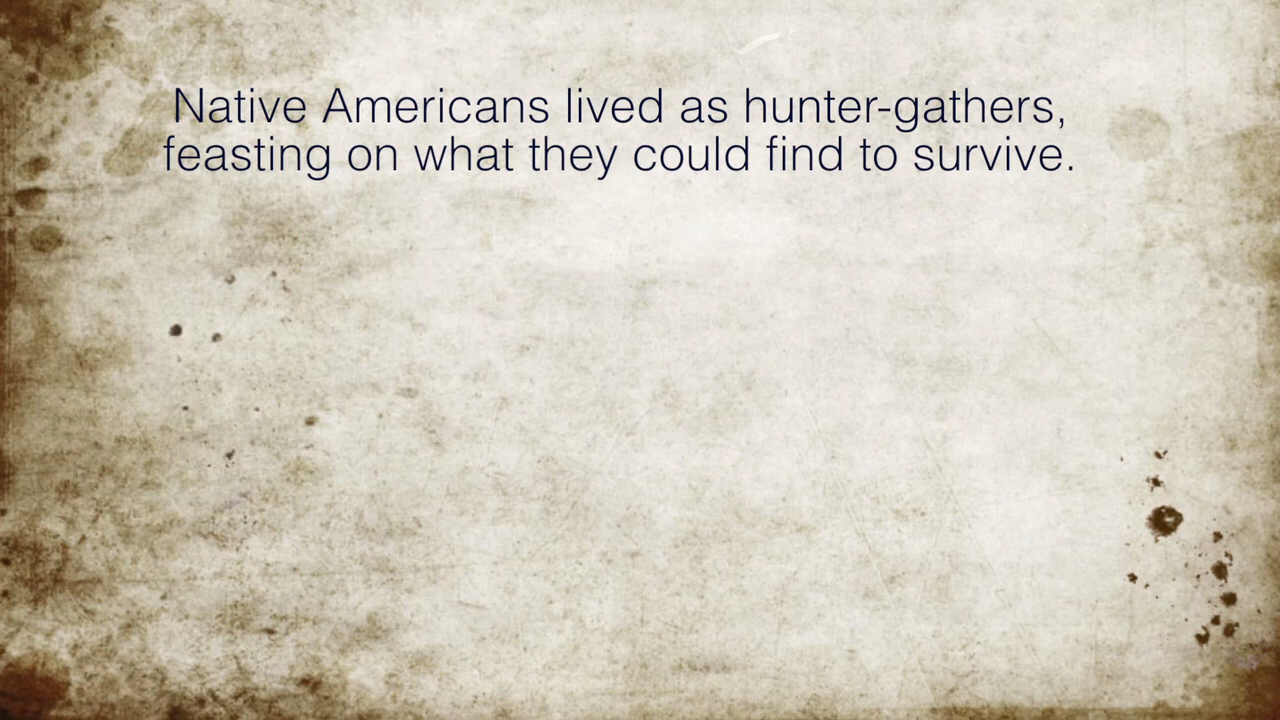 Native Americans lived as hunter-gathers,
feasting on what they could find to survive.